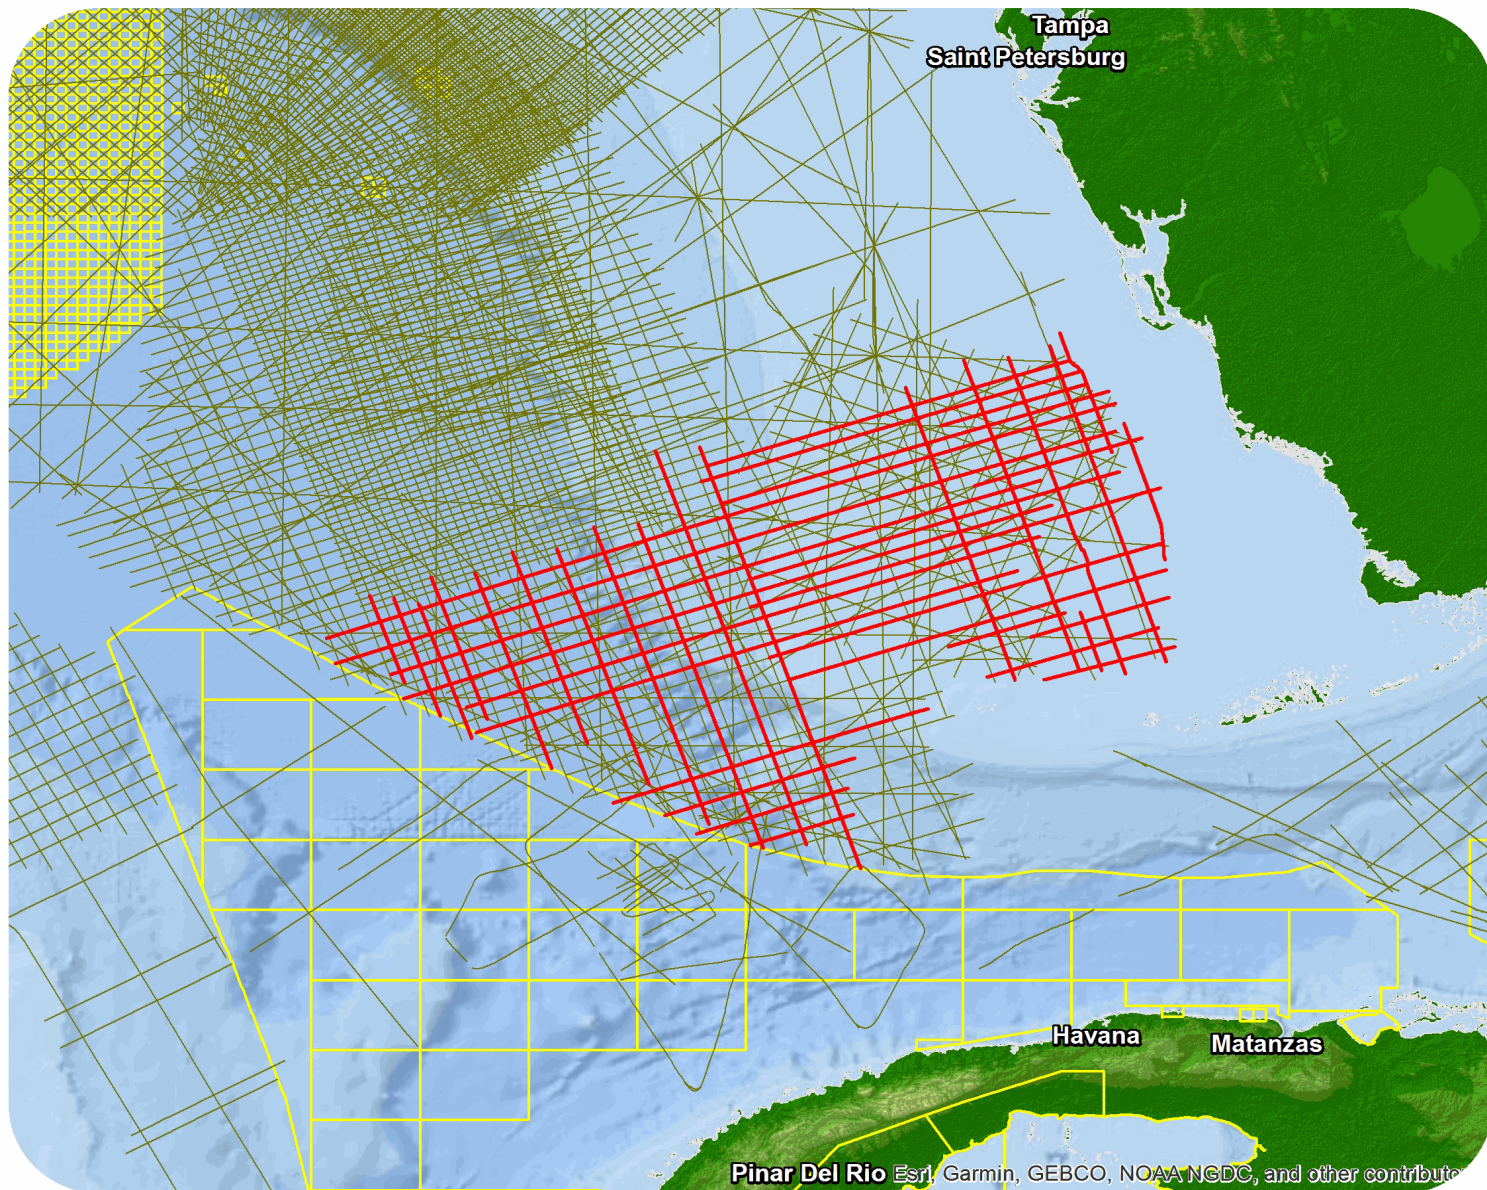 Tampa
Saint Petersburg
Havana
Matanzas
Pinar Del Rio
Esri, Garmin, GEBCO, NOAA NGDC, and other contributo